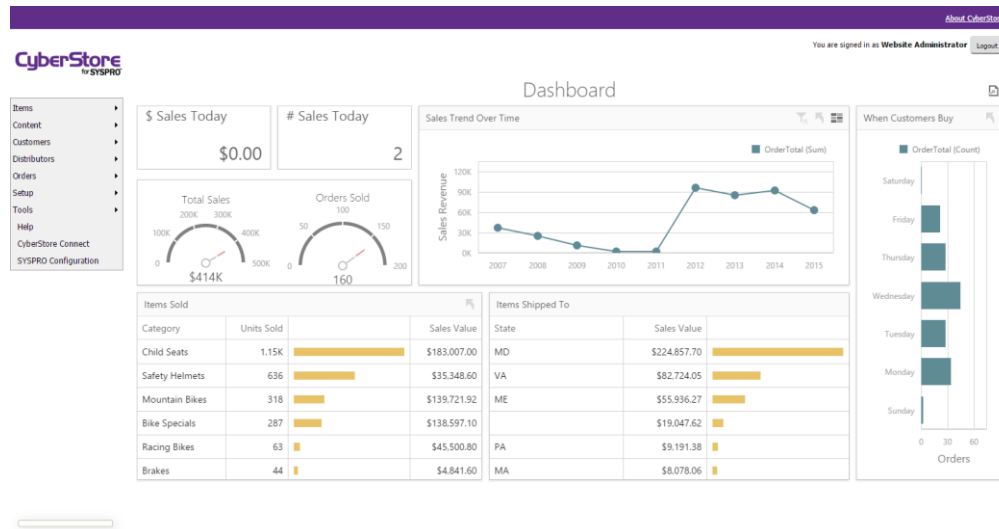 About CyberStor
You are signed in as Website Administrator Logout
CyberStore
for SYSPRO
Dashboard
Items
Content
Customers
Distributors
Orders
Setup
Tools
Help
CyberStore Connect
SYSPRO Configuration
$ Sales Today
$0.00
# Sales Today
2
Total Sales
0 100K 200K 300K 400K 500K
$414K
Orders Sold
0 50 100 150 200
160
Sales Trend Over Time
OrderTotal (Sum)
Sales Revenue
120K
90K
60K
30K
0K
2007 2008 2009 2010 2011 2012 2013 2014 2015
When Customers Buy
OrderTotal (Count)
Saturday
Friday
Thursday
Wednesday
Tuesday
Monday
Sunday
0 30 60
Orders
Items Sold
Category Units Sold Sales Value
Child Seats 1.15K $183,007.00
Safety Helmets 636 $35,348.60
Mountain Bikes 318 $139,721.92
Bike Specials 287 $138,597.10
Racing Bikes 63 $45,500.80
Brakes 44 $4,841.60
Items Shipped To
State Sales Value
MD $224,857.70
VA $82,724.05
ME $55,936.27
$19,047.62
PA $9,191.38
MA $8,078.06